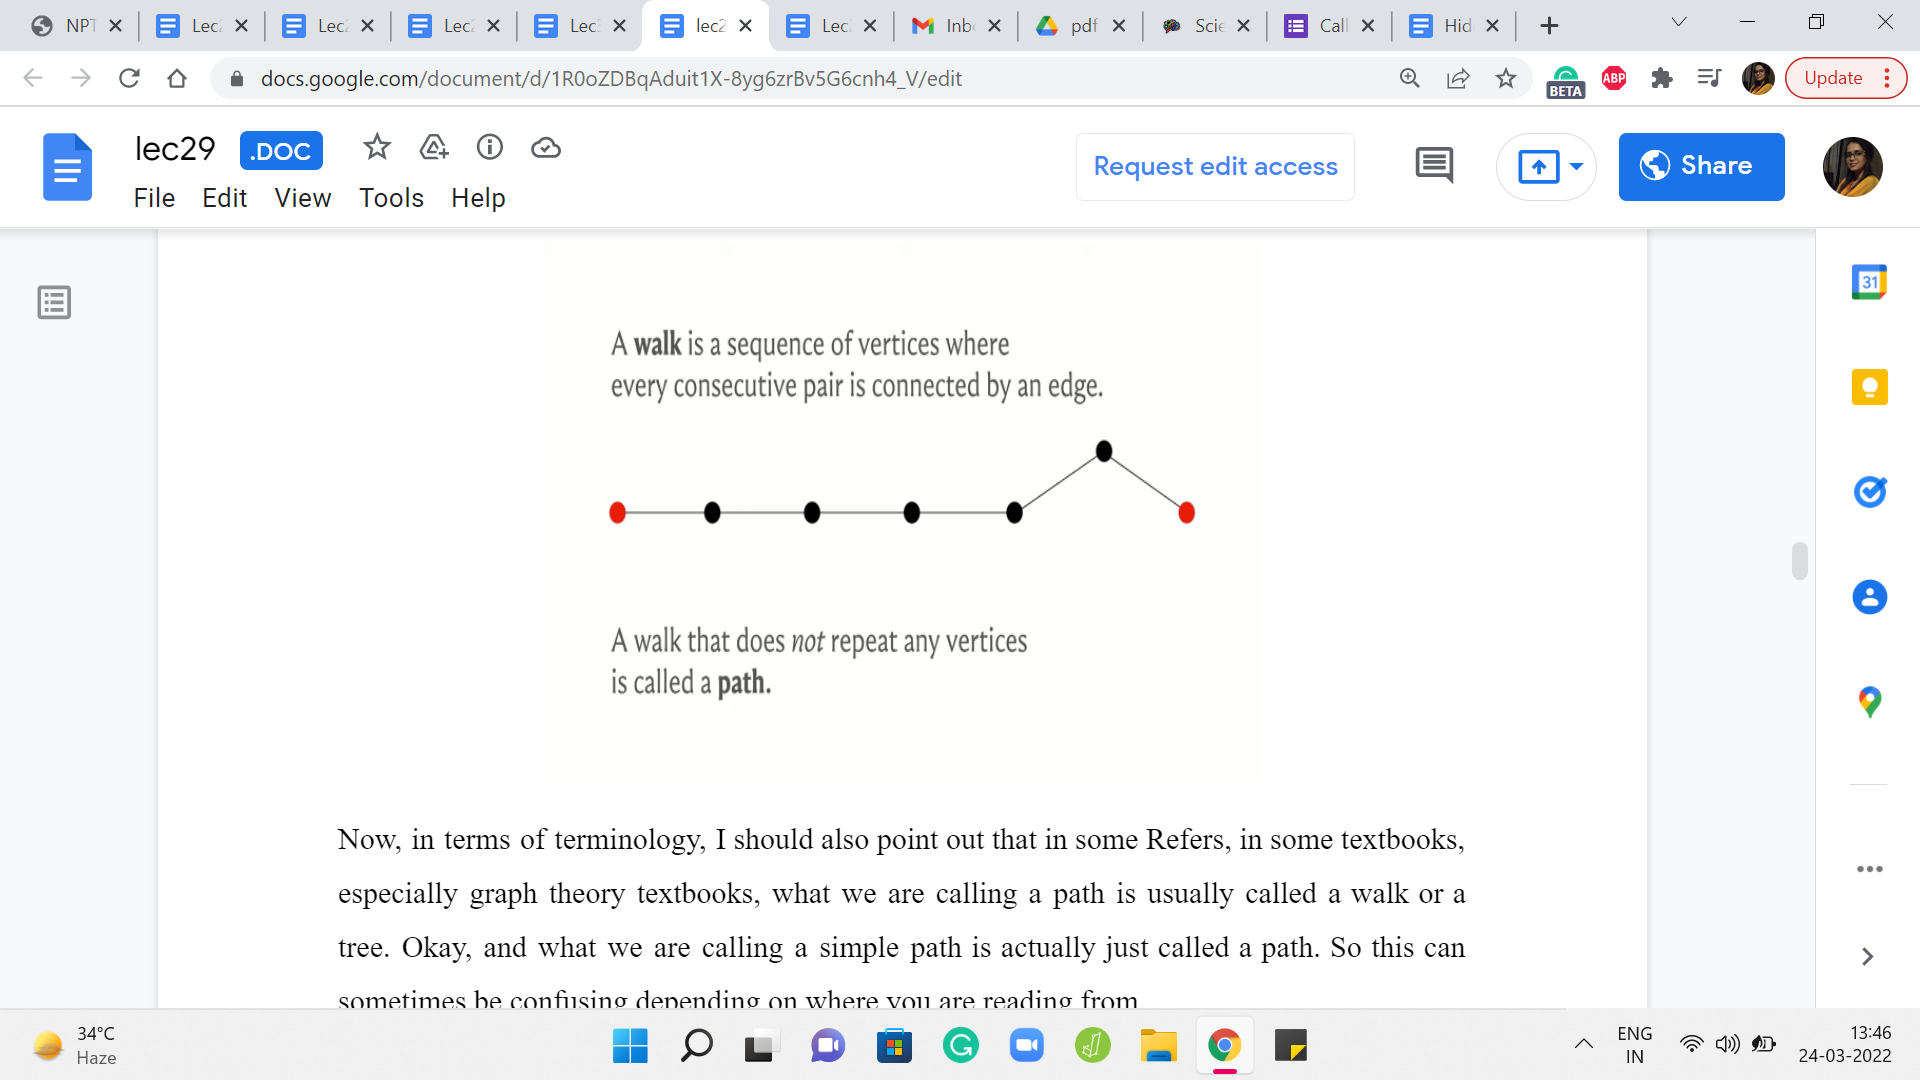 NPT
Lec2
Lec2
Lec2
Lec3
lec2
Lec
Inb
pdf
Scie
Call
Hid
docs.google.com/document/d/1R0oZDBqAduit1X-8yg6zrBv5G6cnh4_V/edit
BETA
ABP
Update
lec29
.DOC
File Edit View Tools Help
Request edit access
Share
31
A walk is a sequence of vertices where
every consecutive pair is connected by an edge.
A walk that does not repeat any vertices
is called a path.
Now, in terms of terminology, I should also point out that in some Refers, in some textbooks,
especially graph theory textbooks, what we are calling a path is usually called a walk or a
tree. Okay, and what we are calling a simple path is actually just called a path. So this can
sometimes be confusing depending on where you are reading from
34°C
Haze
ENG
IN
13:46
24-03-2022